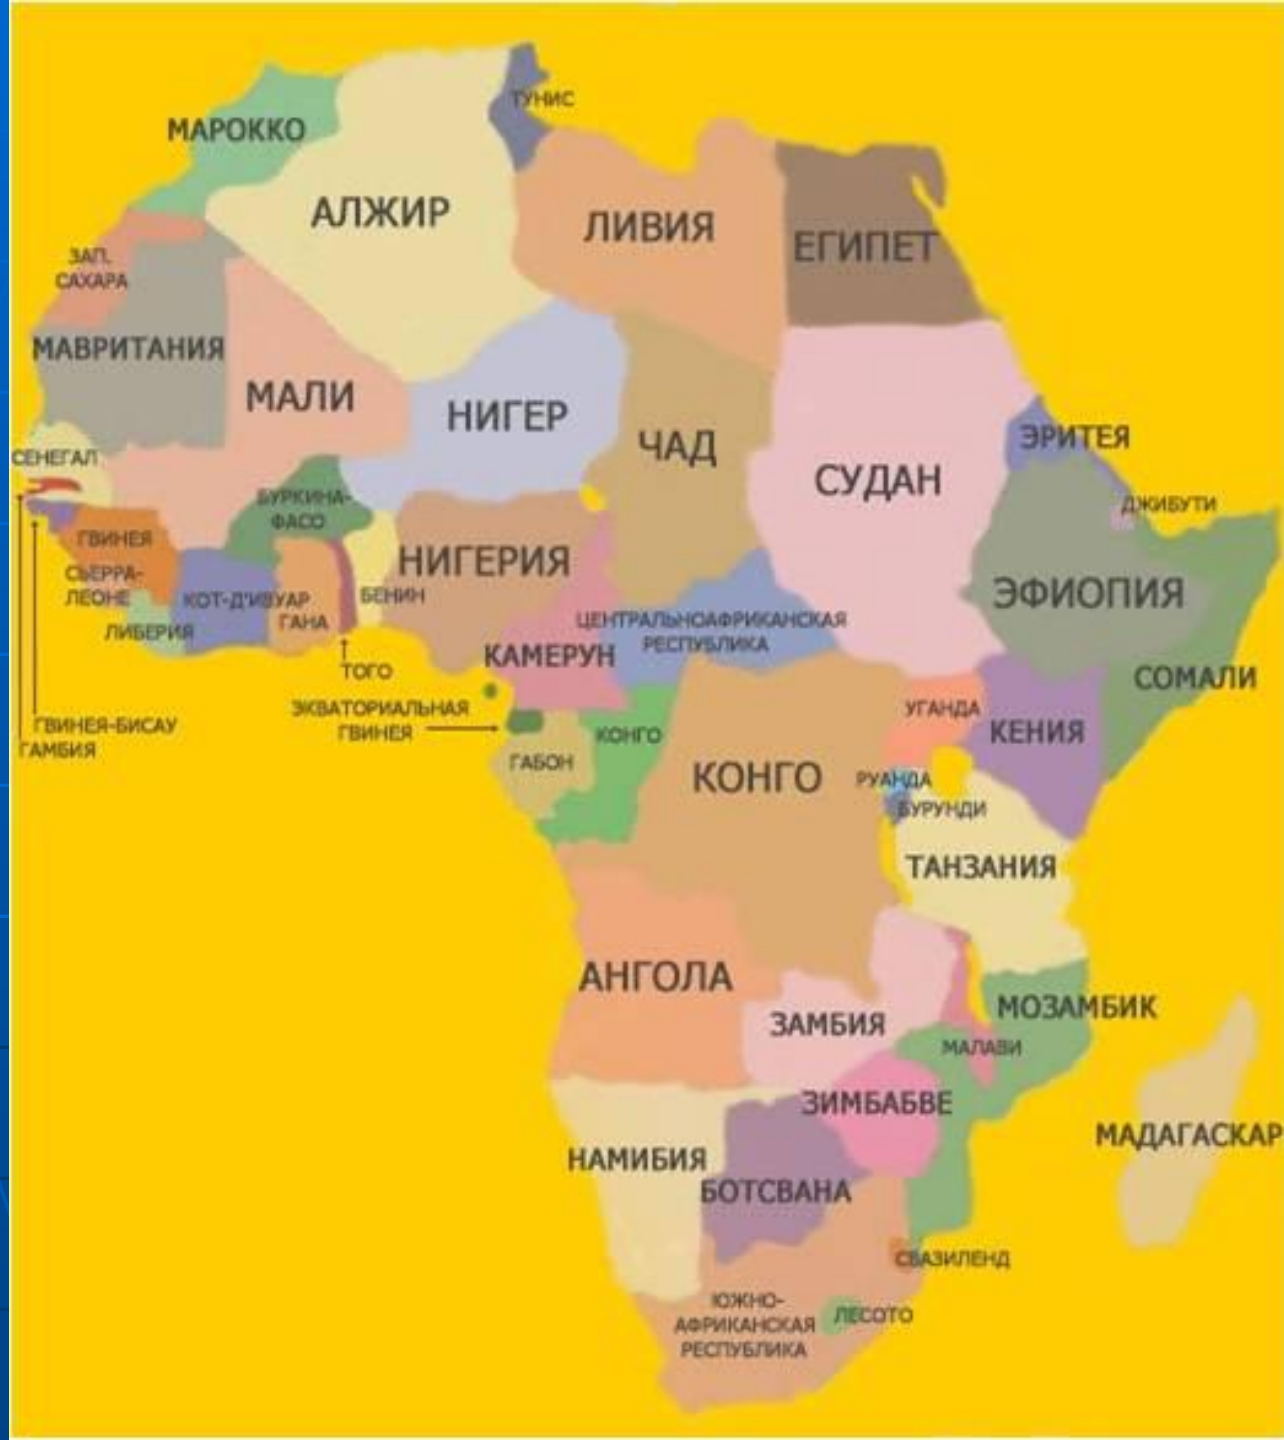 ТУНИС
МАРОККО
АЛЖИР
ЛИВИЯ
ЕГИПЕТ
ЗАП.
САХАРА
МАВРИТАНИЯ
МАЛИ
НИГЕР
ЧАД
СУДАН
ЭРИТЕЯ
СЕНЕГАЛ
БУРКИНА-
ФАСО
ДЖИБУТИ
ГВИНЕЯ
НИГЕРИЯ
СЬЕРРА-
ЛЕОНЕ
КОТ-Д'ИВУАР
ГАНА
БЕНИН
ЭФИОПИЯ
ЛИБЕРИЯ
ЦЕНТРАЛЬНОАФРИКАНСКАЯ
РЕСПУБЛИКА
КАМЕРУН
ТОГО
СОМАЛИ
ЭКВАТОРИАЛЬНАЯ
ГВИНЕЯ
УГАНДА
КЕНИЯ
ГВИНЕЯ-БИСАУ
ГАМБИЯ
КОНГО
ГАБОН
КОНГО
РУАНДА
БУРУНДИ
ТАНЗАНИЯ
АНГОЛА
ЗАМБИЯ
МОЗАМБИК
МАЛАВИ
ЗИМБАБВЕ
МАДАГАСКАР
НАМИБИЯ
БОТСВАНА
СВАЗИЛЕНД
ЮЖНО-
АФРИКАНСКАЯ
РЕСПУБЛИКА
ЛЕСОТО